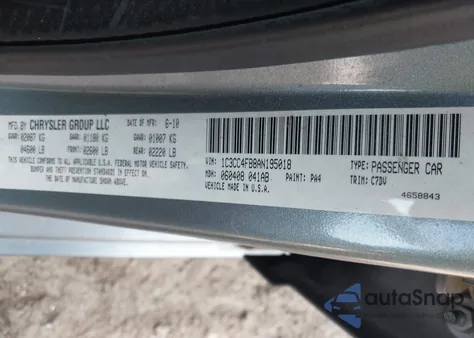 MFD BY CHRYSLER GROUP LLC
DATE OF MFR 6-10
GVWR: 02087 KG GAWR FRONT: 01180 KG GAWR REAR: 01007 KG
04600 LB 02600 LB 02220 LB
THIS VEHICLE CONFORMS TO ALL APPLICABLE U.S.A. FEDERAL MOTOR VEHICLE SAFETY,
BUMPER AND THEFT PREVENTION STANDARDS IN EFFECT ON THE DATE OF MANUFACTURE
SHOWN ABOVE. MADE IN U.S.A.
VIN: 1C3CC4FB8AN195018
TYPE: PASSENGER CAR
MDH: 060408 041AB PAINT: PA4 TRIM: C7DV
4658843
autoSnap